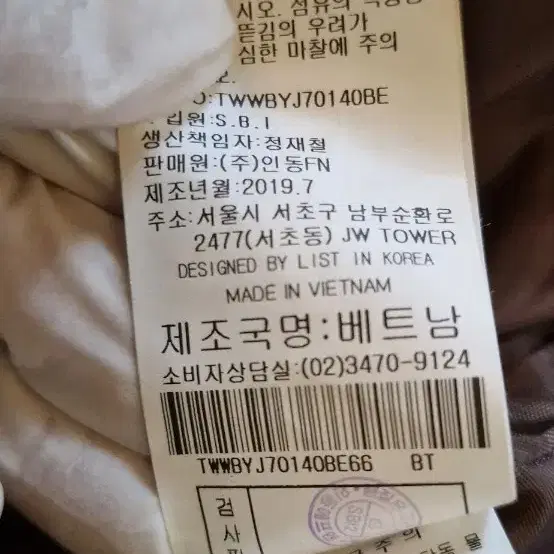 시오. 섬유의
뜯김의 우려가
심한 마찰에 주의
O:TWWBYJ70140BE
입원:S.B.I
생산책임자:정재철
판매원:(주)인동FN
제조년월:2019.7
주소:서울시 서초구 남부순환로
2477(서초동) JW TOWER
DESIGNED BY LIST IN KOREA
MADE IN VIETNAM
제조국명:베트남
소비자상담실:(02)3470-9124
TWWBYJ70140BE66 BT
검
사
주의
물